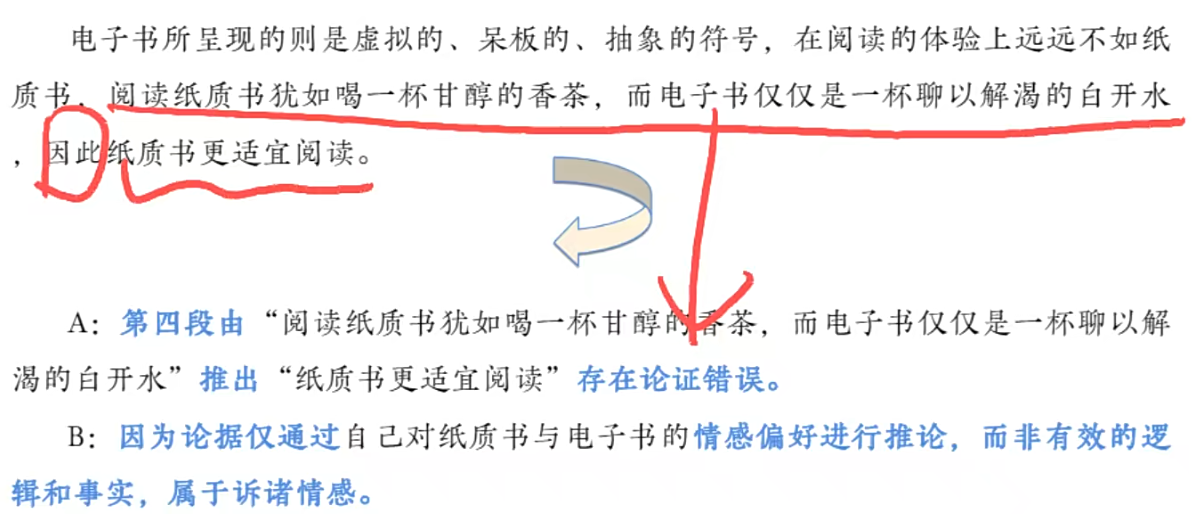 电子书所呈现的则是虚拟的、呆板的、抽象的符号，在阅读的体验上远远不如纸
质书，阅读纸质书犹如喝一杯甘醇的香茶，而电子书仅仅是一杯聊以解渴的白开水
，因此纸质书更适宜阅读。
A：第四段由“阅读纸质书犹如喝一杯甘醇的香茶，而电子书仅仅是一杯聊以解
渴的白开水”推出“纸质书更适宜阅读”存在论证错误。
B：因为论据仅通过自己对纸质书与电子书的情感偏好进行推论，而非有效的逻
辑和事实，属于诉诸情感。